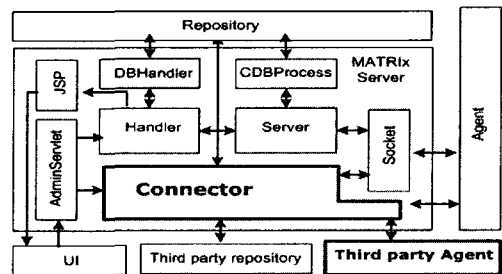 Repository
DBHandler
CDBProcess
MATRIx
Server
JSP
Handler
Server
Socket
Agent
AdminServlet
Connector
UI
Third party repository
Third party Agent